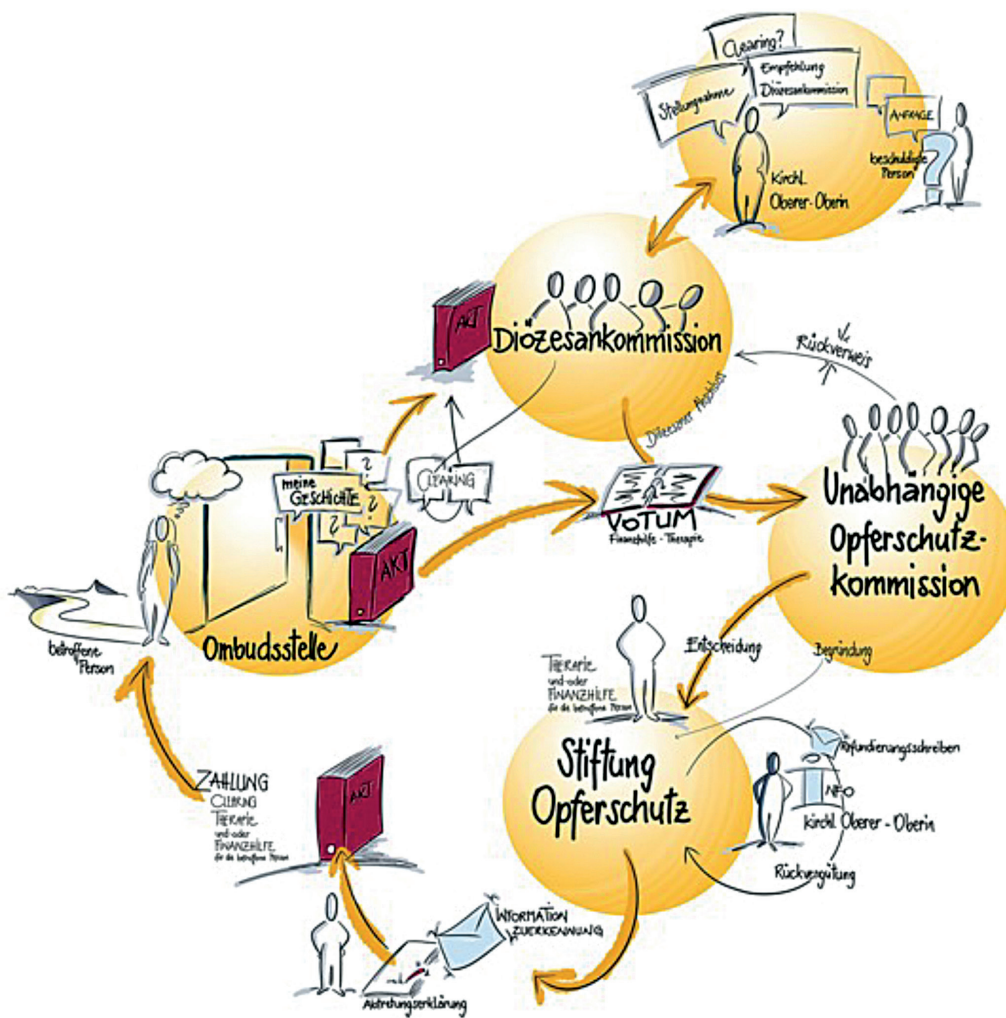 Clearing?
Empfehlung
Diözesankommission
Stellungnahme
ANFRAGE
beschuldigte
Person
Kirchl.
Oberer-Oberin
AKT
Diözesankommission
Rückverweis
Diözesaner Abschluss
meine
GESCHICHTE
CLEARING
AKT
VOTUM
Finanzhilfe-Therapie
Unabhängige
Opferschutz-
kommission
Ombudsstelle
betroffene
Person
Entscheidung
Begründung
THERAPIE
und-oder
FINANZHILFE
für die betroffene Person
Stiftung
Opferschutz
Refundierungsschreiben
INFO
kirchl. Oberer-Oberin
Rückvergütung
ZAHLUNG
CLEARING
THERAPIE
und-oder
FINANZHILFE
für die betroffene Person
AKT
INFORMATION
ZUERKENNUNG
Abtretungserklärung